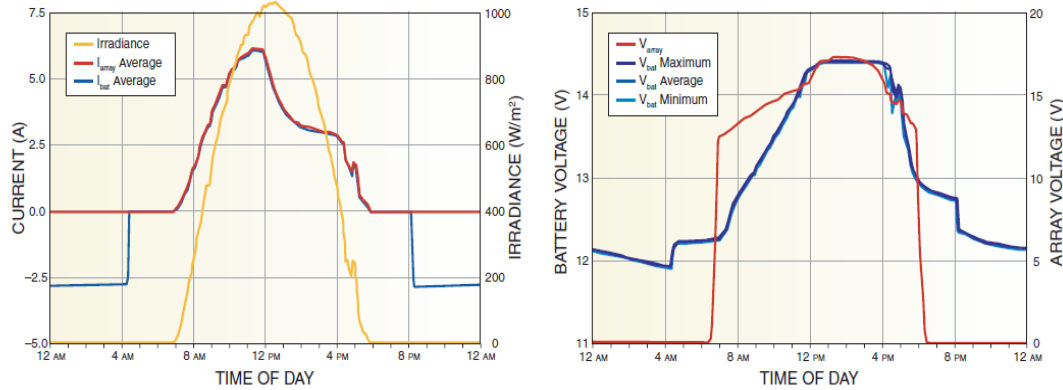 7.5
5.0
2.5
0.0
–2.5
–5.0
CURRENT (A)
Irradiance
Iarray Average
Ibat Average
1000
800
600
400
200
0
IRRADIANCE (W/m²)
12 AM 4 AM 8 AM 12 PM 4 PM 8 PM 12 AM
TIME OF DAY
15
14
13
12
11
BATTERY VOLTAGE (V)
Varray
Vbat Maximum
Vbat Average
Vbat Minimum
20
15
10
5
0
ARRAY VOLTAGE (V)
12 AM 4 AM 8 AM 12 PM 4 PM 8 PM 12 AM
TIME OF DAY